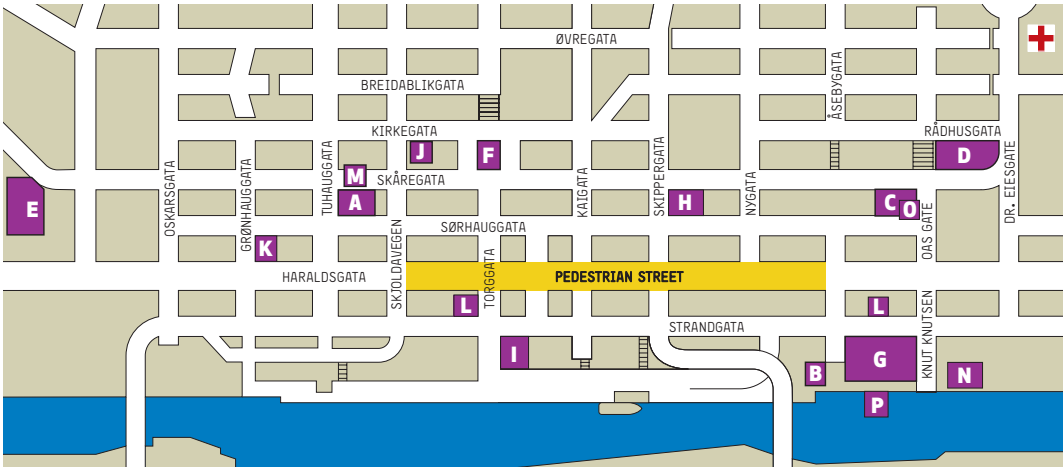 ØVREGATA
BREIDABLIKGATA
ÅSEBYGATA
KIRKEGATA
RÅDHUSGATA
J
F
D
M
SKÅREGATA
OSKARSGATA
GRØNHAUGGATA
TUHAUGGATA
KAIGATA
SKIPPERGATA
NYGATA
DR. EIESGATE
E
A
H
C
O
SKJOLDAVEGEN
SØRHAUGGATA
OAS GATE
K
HARALDSGATA
TORGGATA
PEDESTRIAN STREET
L
L
STRANDGATA
KNUT KNUTSEN
I
G
B
N
P